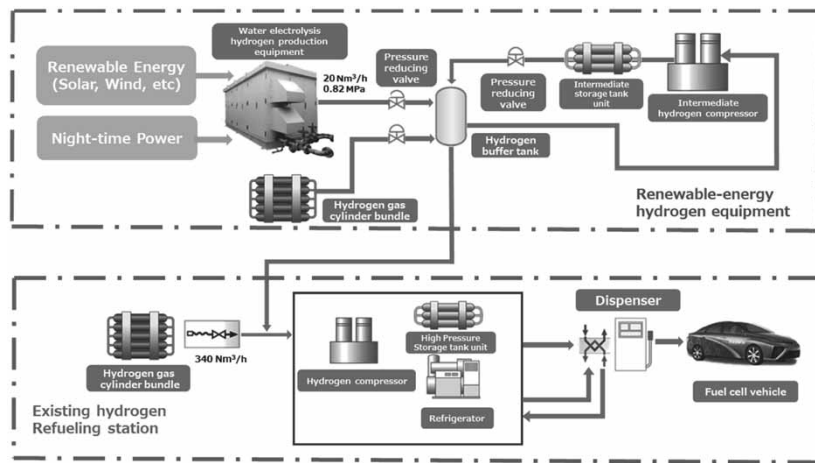 Water electrolysis
hydrogen production
equipment
Renewable Energy
(Solar, Wind, etc)
Night-time Power
20 Nm³/h
0.82 MPa
Pressure
reducing
valve
Pressure
reducing
valve
Intermediate
storage tank
unit
Intermediate
hydrogen compressor
Hydrogen
buffer tank
Hydrogen gas
cylinder bundle
Renewable-energy
hydrogen equipment
Hydrogen gas
cylinder bundle
340 Nm³/h
Hydrogen compressor
High Pressure
Storage tank unit
Refrigerator
Dispenser
Fuel cell vehicle
Existing hydrogen
Refueling station